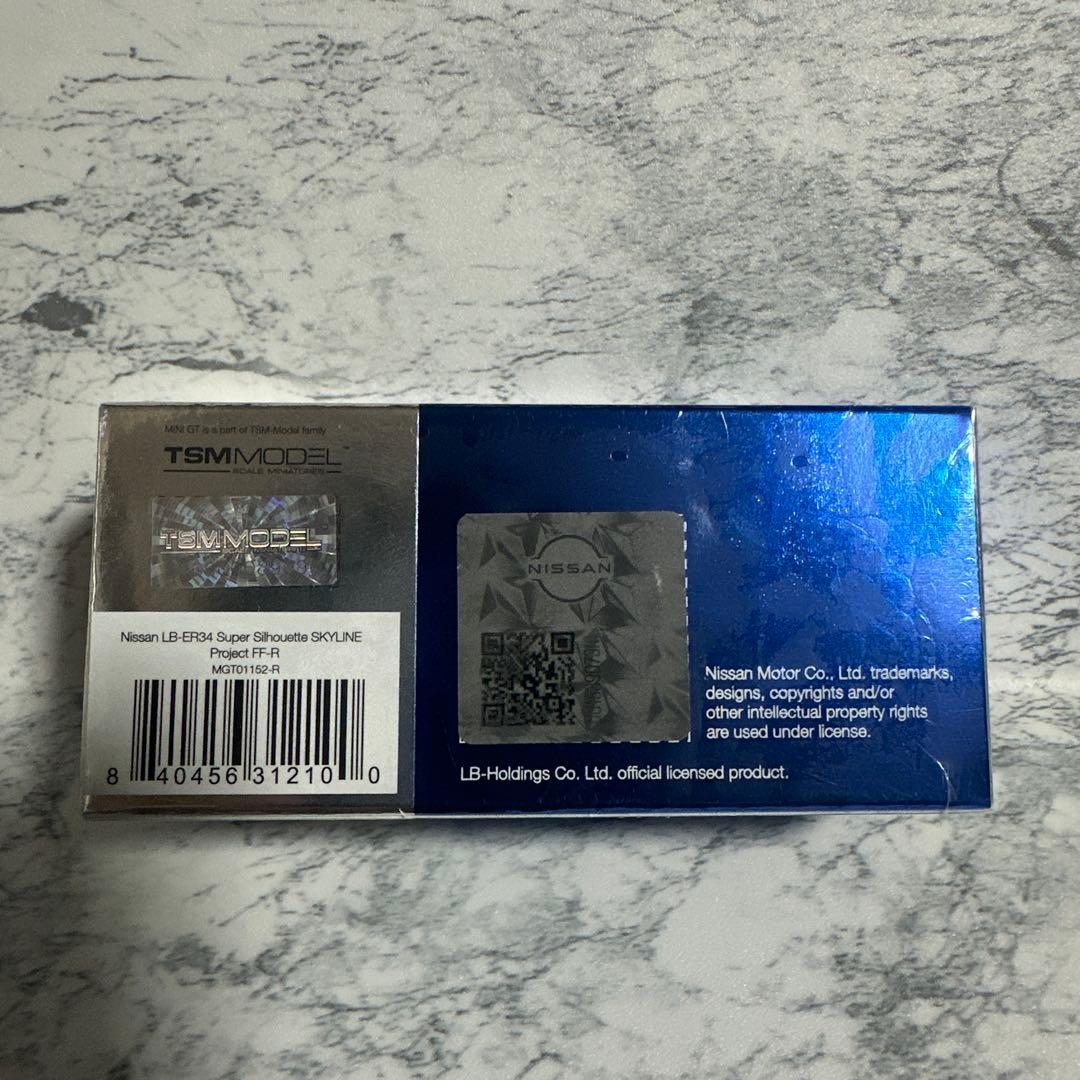 MINI GT is a part of TSM-Model family
TSMMODEL™
SCALE MINIATURES
TSMMODEL
Nissan LB-ER34 Super Silhouette SKYLINE
Project FF-R
MGT01152-R
8 40456 31210 0
NISSAN
Nissan Motor Co., Ltd. trademarks,
designs, copyrights and/or
other intellectual property rights
are used under license.
LB-Holdings Co. Ltd. official licensed product.